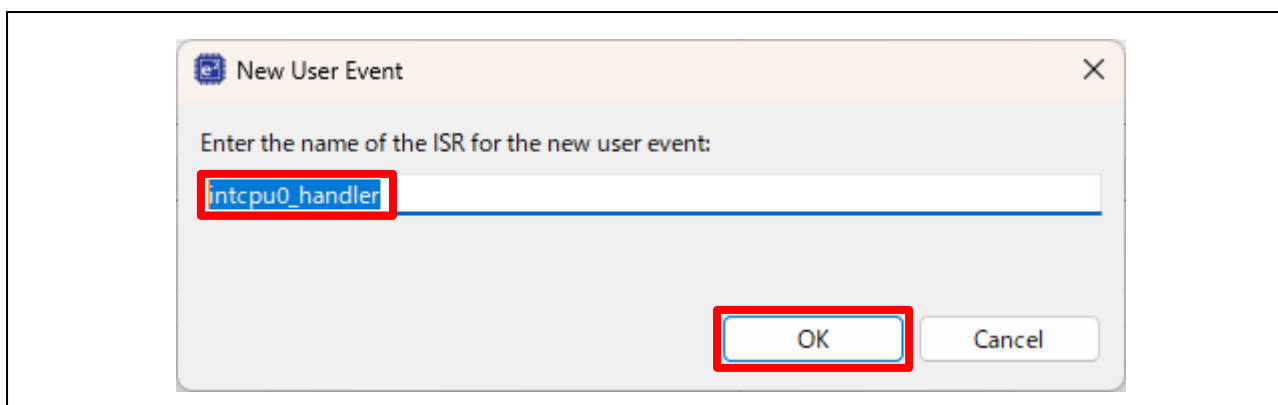 New User Event
Enter the name of the ISR for the new user event:
intcpu0_handler
OK
Cancel